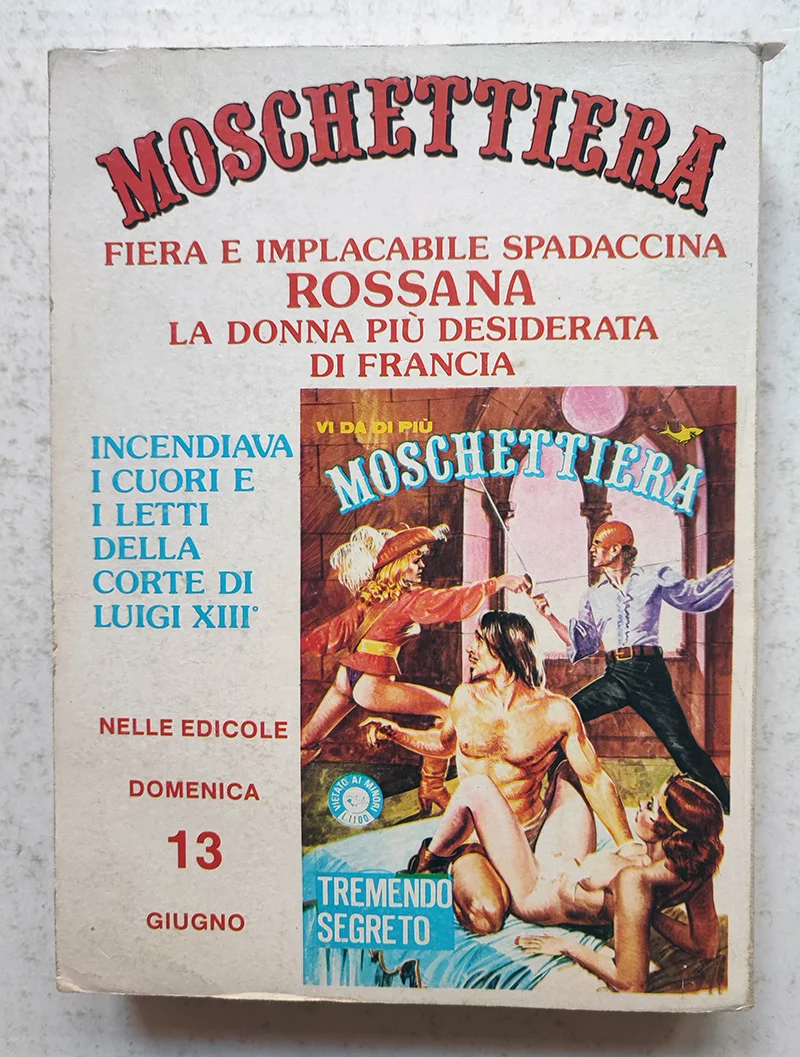 MOSCHETTIERA
FIERA E IMPLACABILE SPADACCINA
ROSSANA
LA DONNA PIÙ DESIDERATA
DI FRANCIA
INCENDIAVA
I CUORI E
I LETTI
DELLA
CORTE DI
LUIGI XIII°
NELLE EDICOLE
DOMENICA
13
GIUGNO
VI DA DI PIÙ
MOSCHETTIERA
VIETATO AI MINORI
L.1100
TREMENDO
SEGRETO